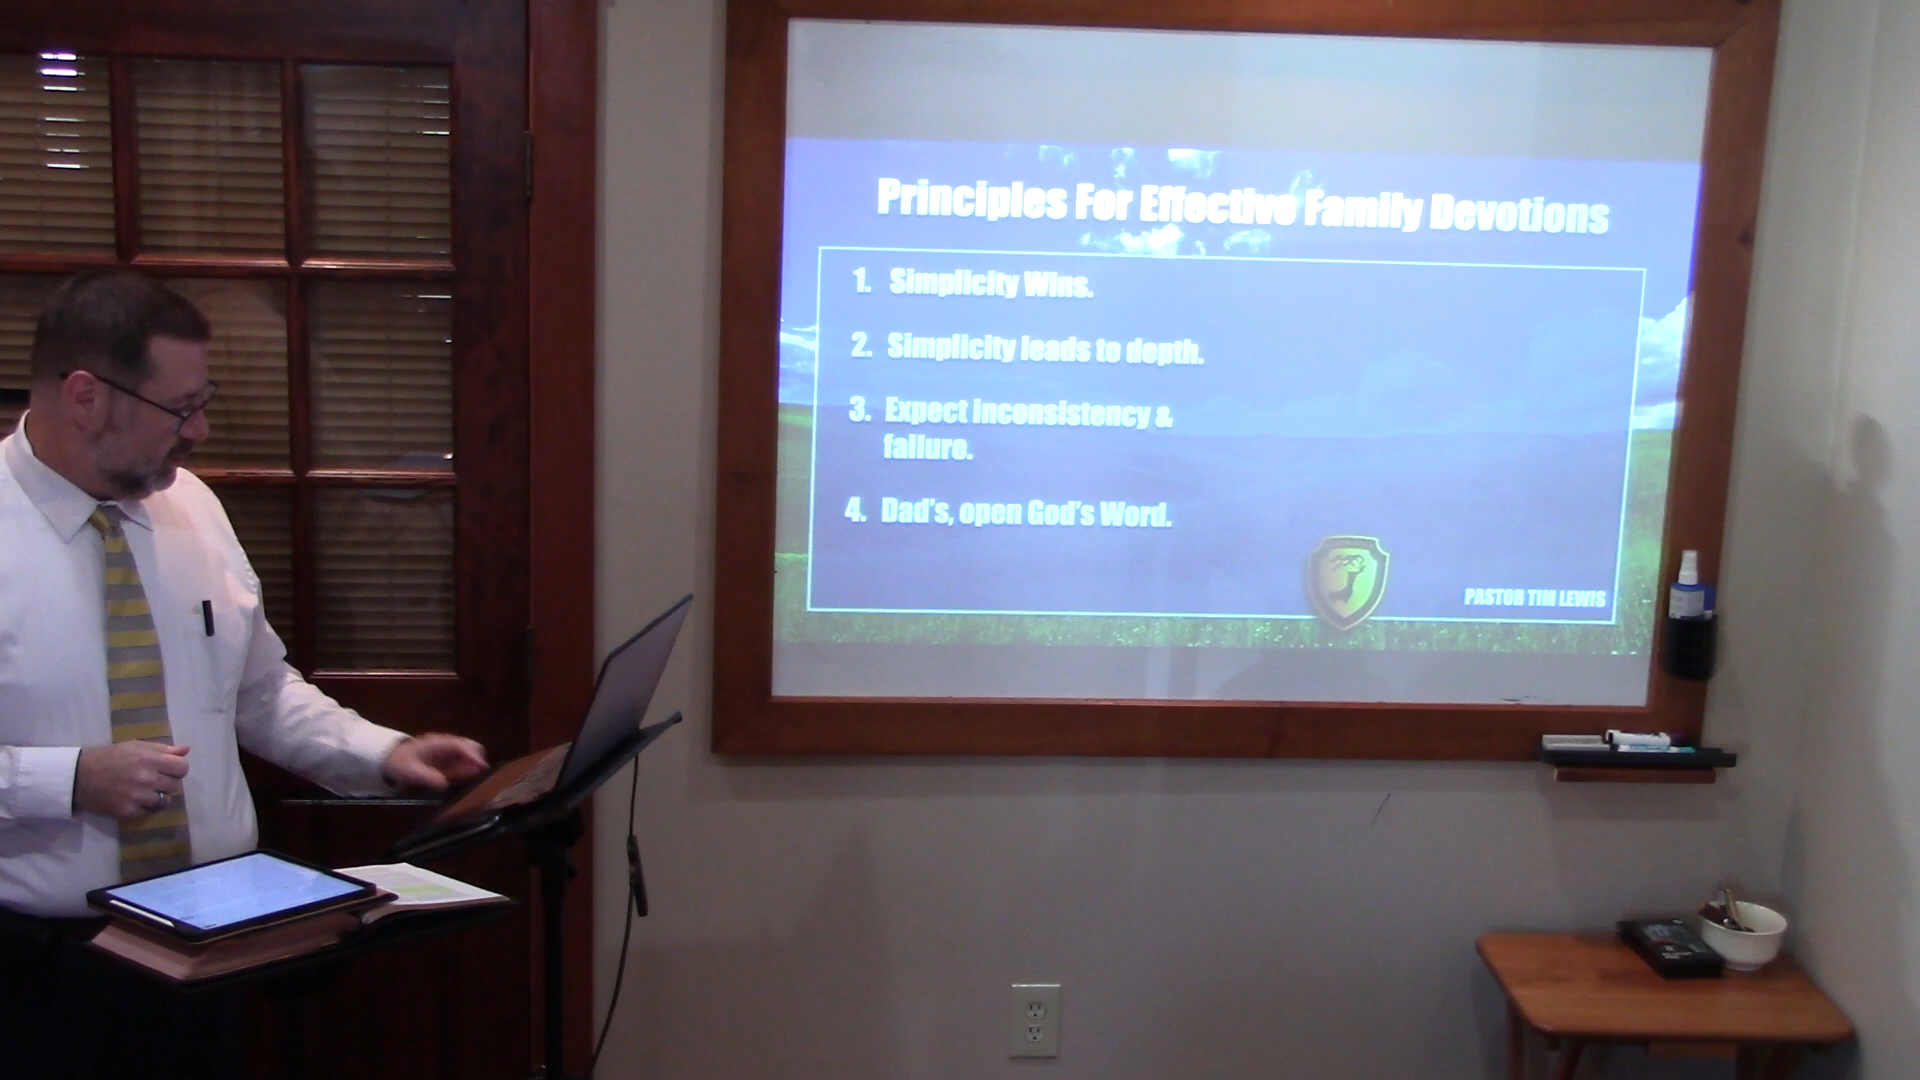 Principles For Effective Family Devotions
1. Simplicity Wins.
2. Simplicity leads to depth.
3. Expect inconsistency &
failure.
4. Dad's, open God's Word.
PASTOR TIM LEWIS